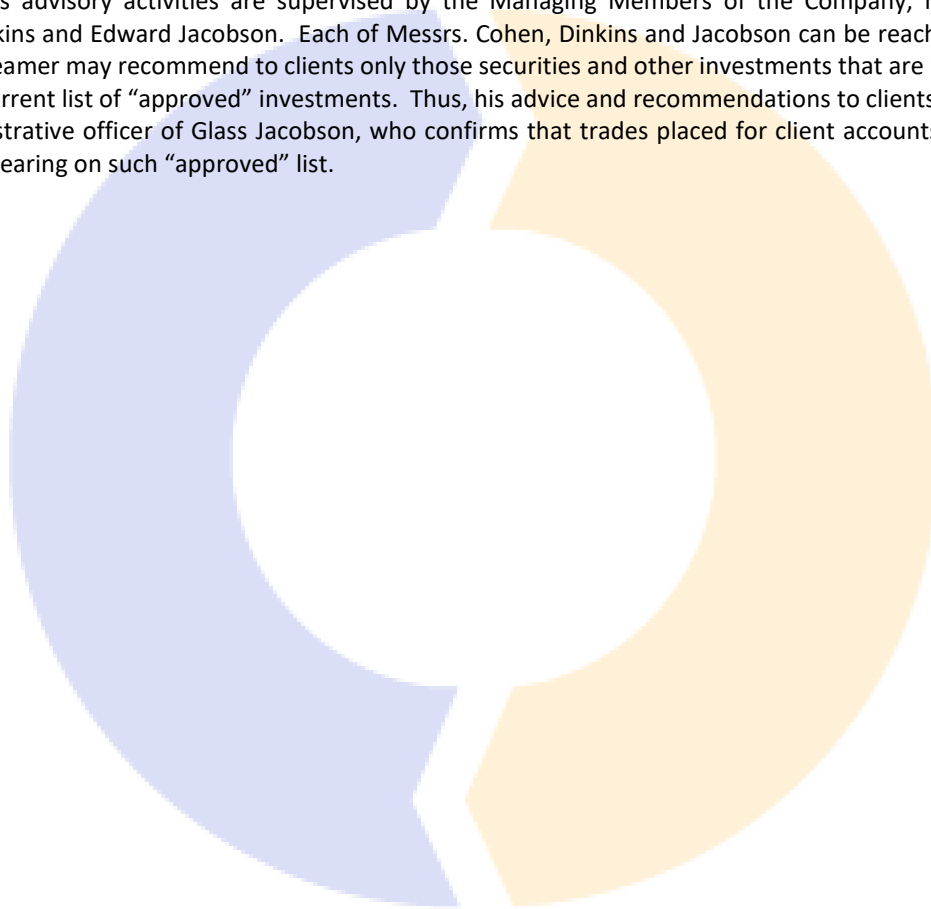 s advisory activities are supervised by the Managing Members of the Company,
kins and Edward Jacobson. Each of Messrs. Cohen, Dinkins and Jacobson can be reach
eamer may recommend to clients only those securities and other investments that are
rrent list of “approved” investments. Thus, his advice and recommendations to clients
strative officer of Glass Jacobson, who confirms that trades placed for client accounts
earing on such “approved” list.